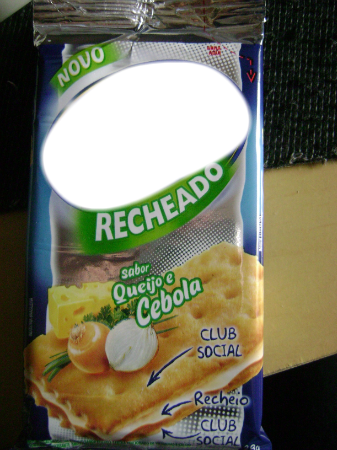 NOVO
RECHEADO
Sabor
Queijo e
Cebola
CLUB
SOCIAL
Recheio
CLUB
SOCIAL